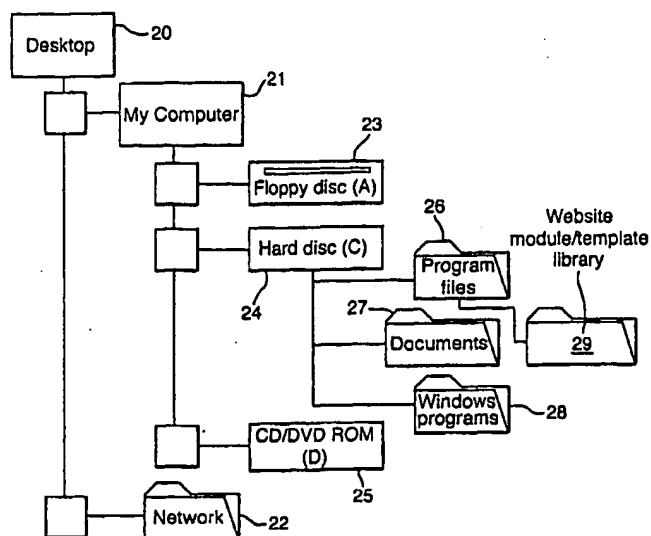 Desktop
20
21
My Computer
23
Floppy disc (A)
26
Website
module/template
library
Hard disc (C)
24
Program
files
27
Documents
29
Windows
programs
28
CD/DVD ROM
(D)
25
Network
22